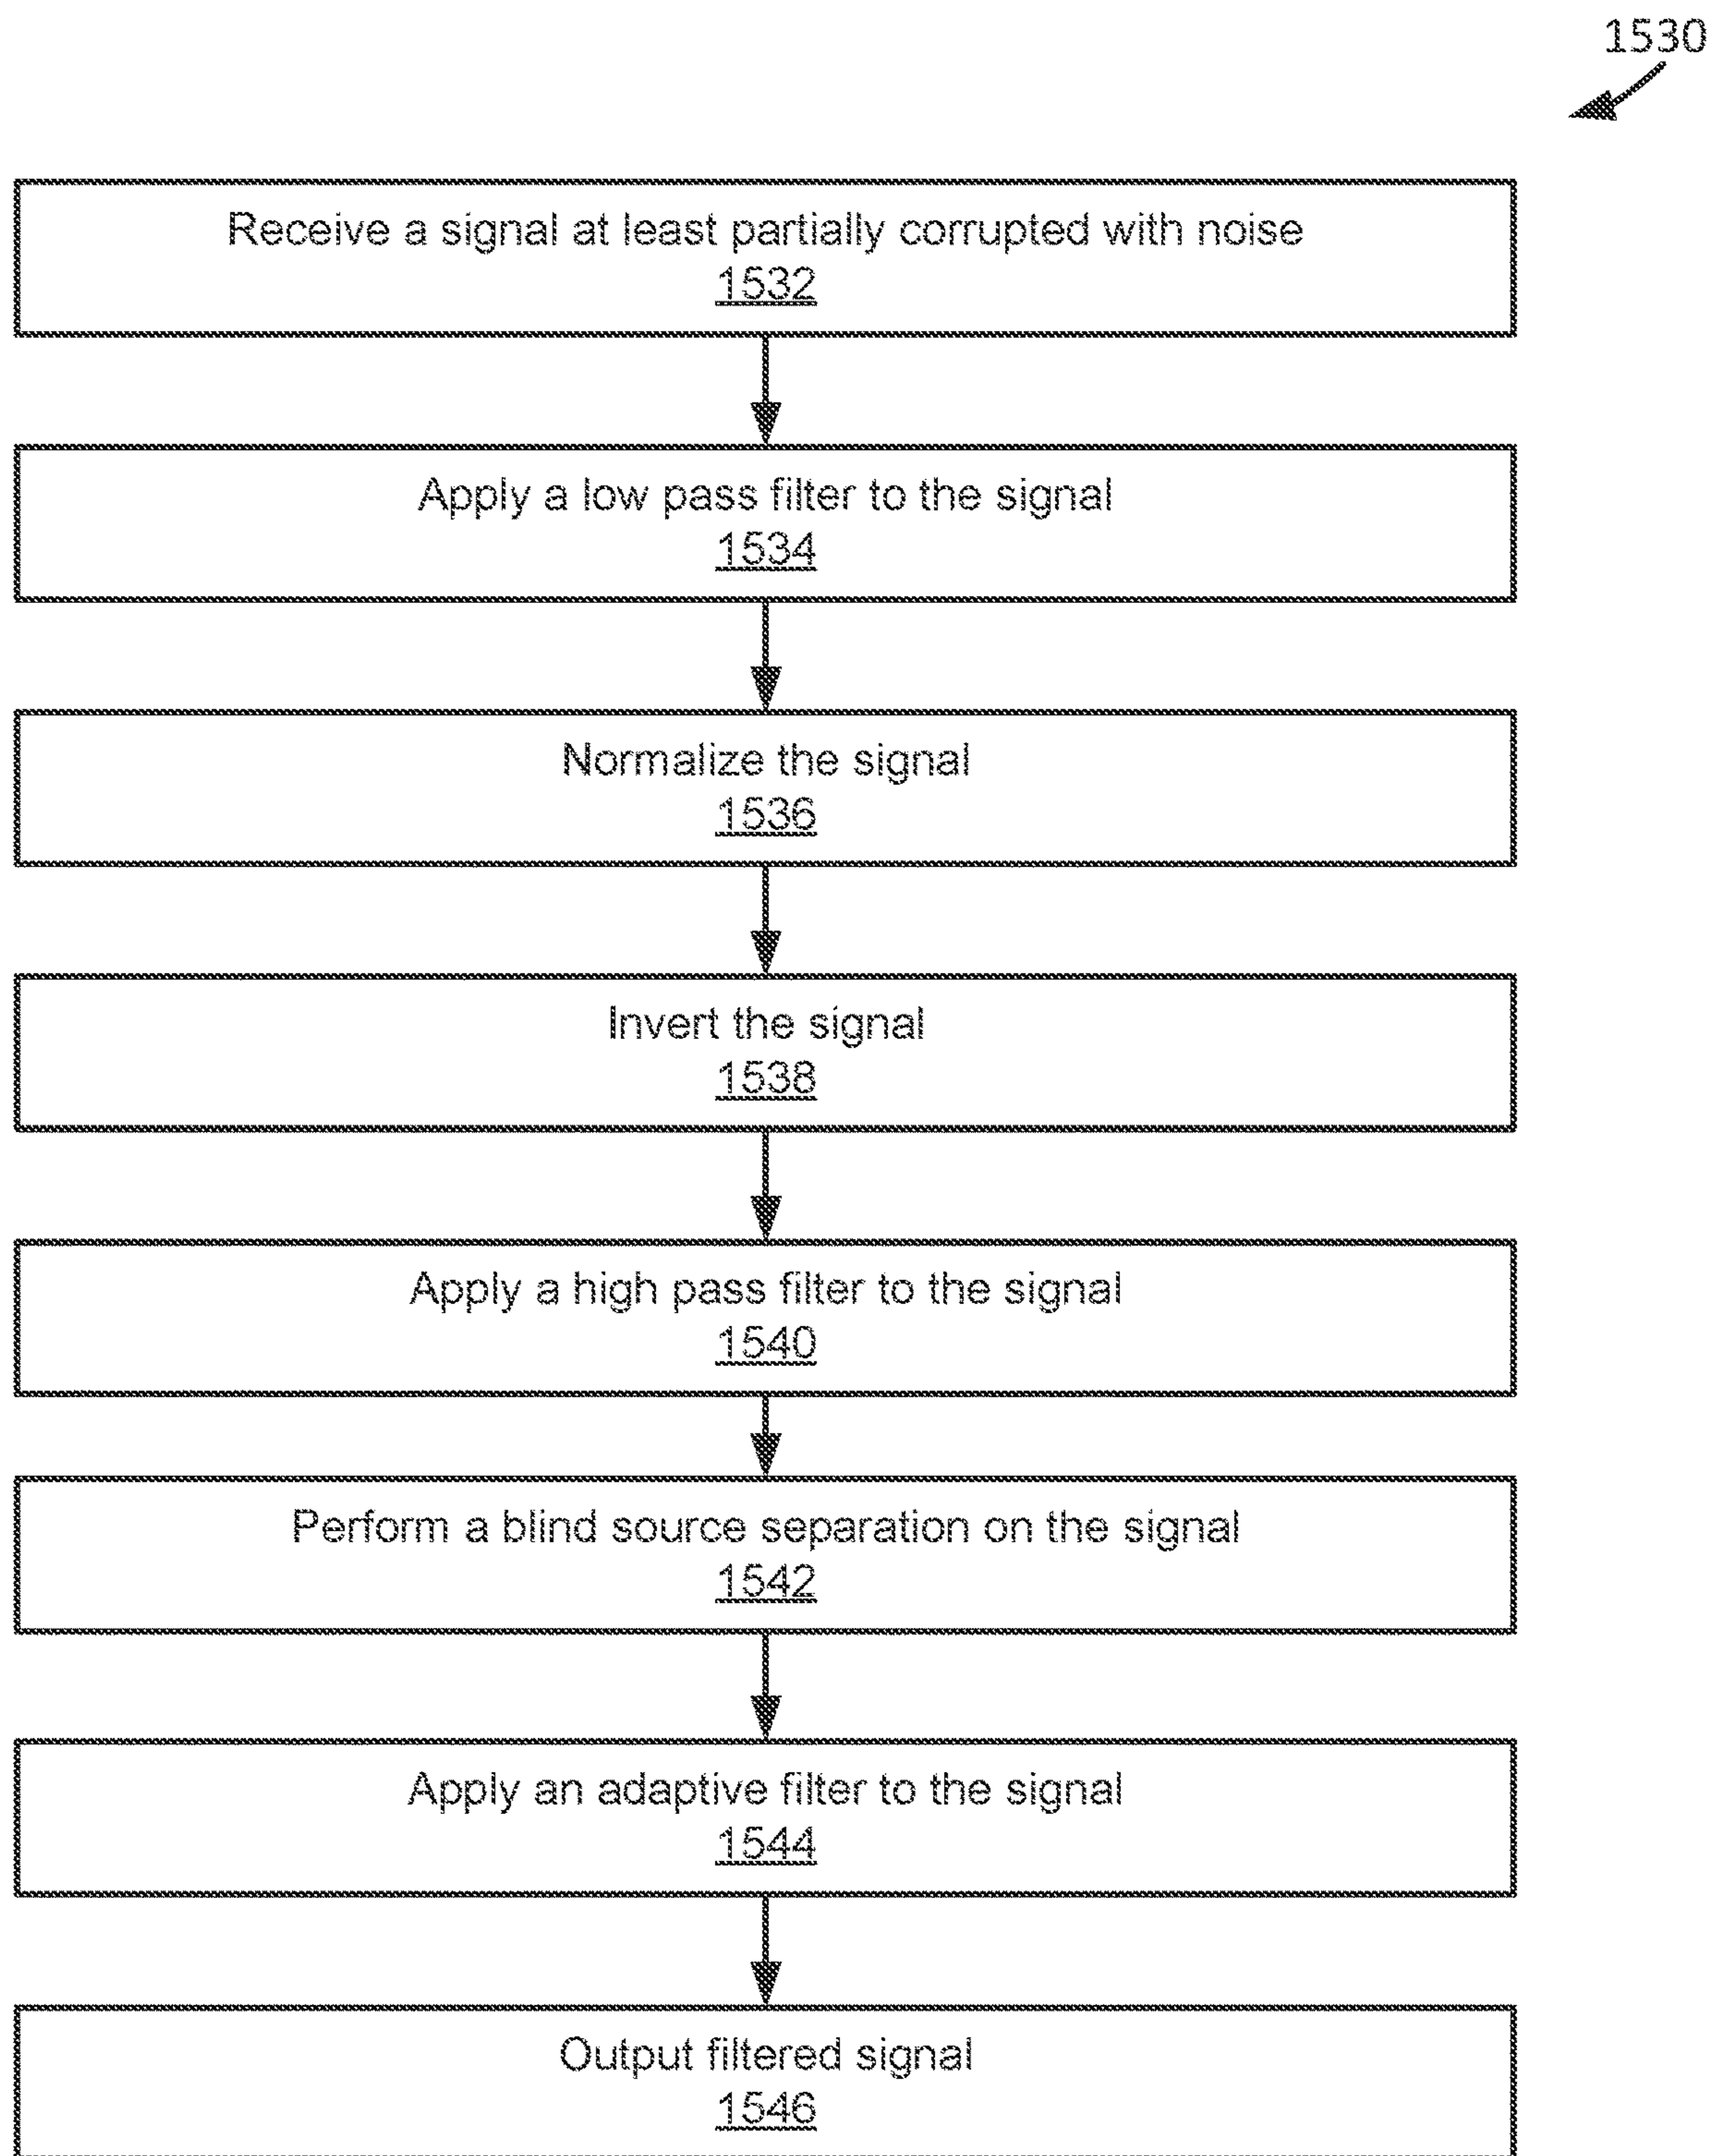 1530
Receive a signal at least partially corrupted with noise
1532
Apply a low pass filter to the signal
1534
Normalize the signal
1536
Invert the signal
1538
Apply a high pass filter to the signal
1540
Perform a blind source separation on the signal
1542
Apply an adaptive filter to the signal
1544
Output filtered signal
1546